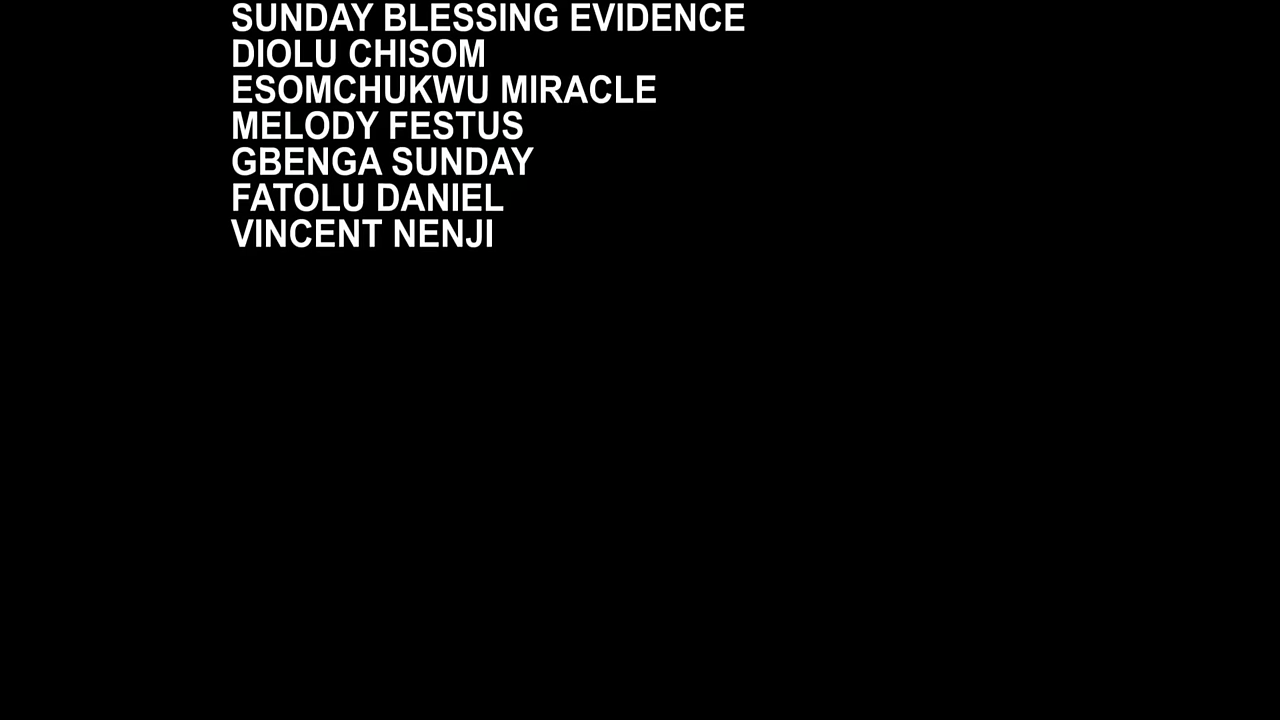 SUNDAY BLESSING EVIDENCE
DIOLU CHISOM
ESOMCHUKWU MIRACLE
MELODY FESTUS
GBENGA SUNDAY
FATOLU DANIEL
VINCENT NENJI